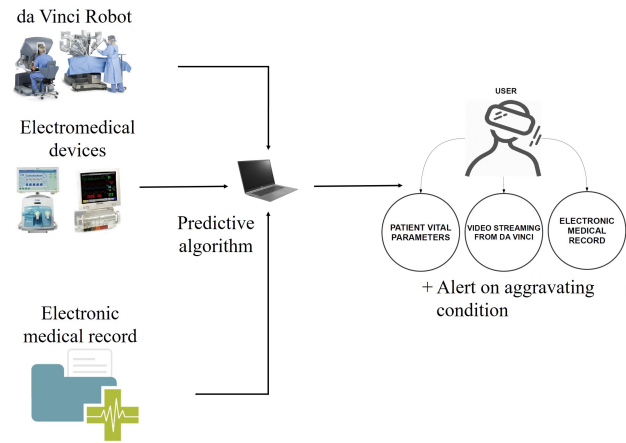 da Vinci Robot
Electromedical
devices
Predictive
algorithm
Electronic
medical record
USER
PATIENT VITAL
PARAMETERS
VIDEO STREAMING
FROM DA VINCI
ELECTRONIC
MEDICAL
RECORD
+ Alert on aggravating
condition